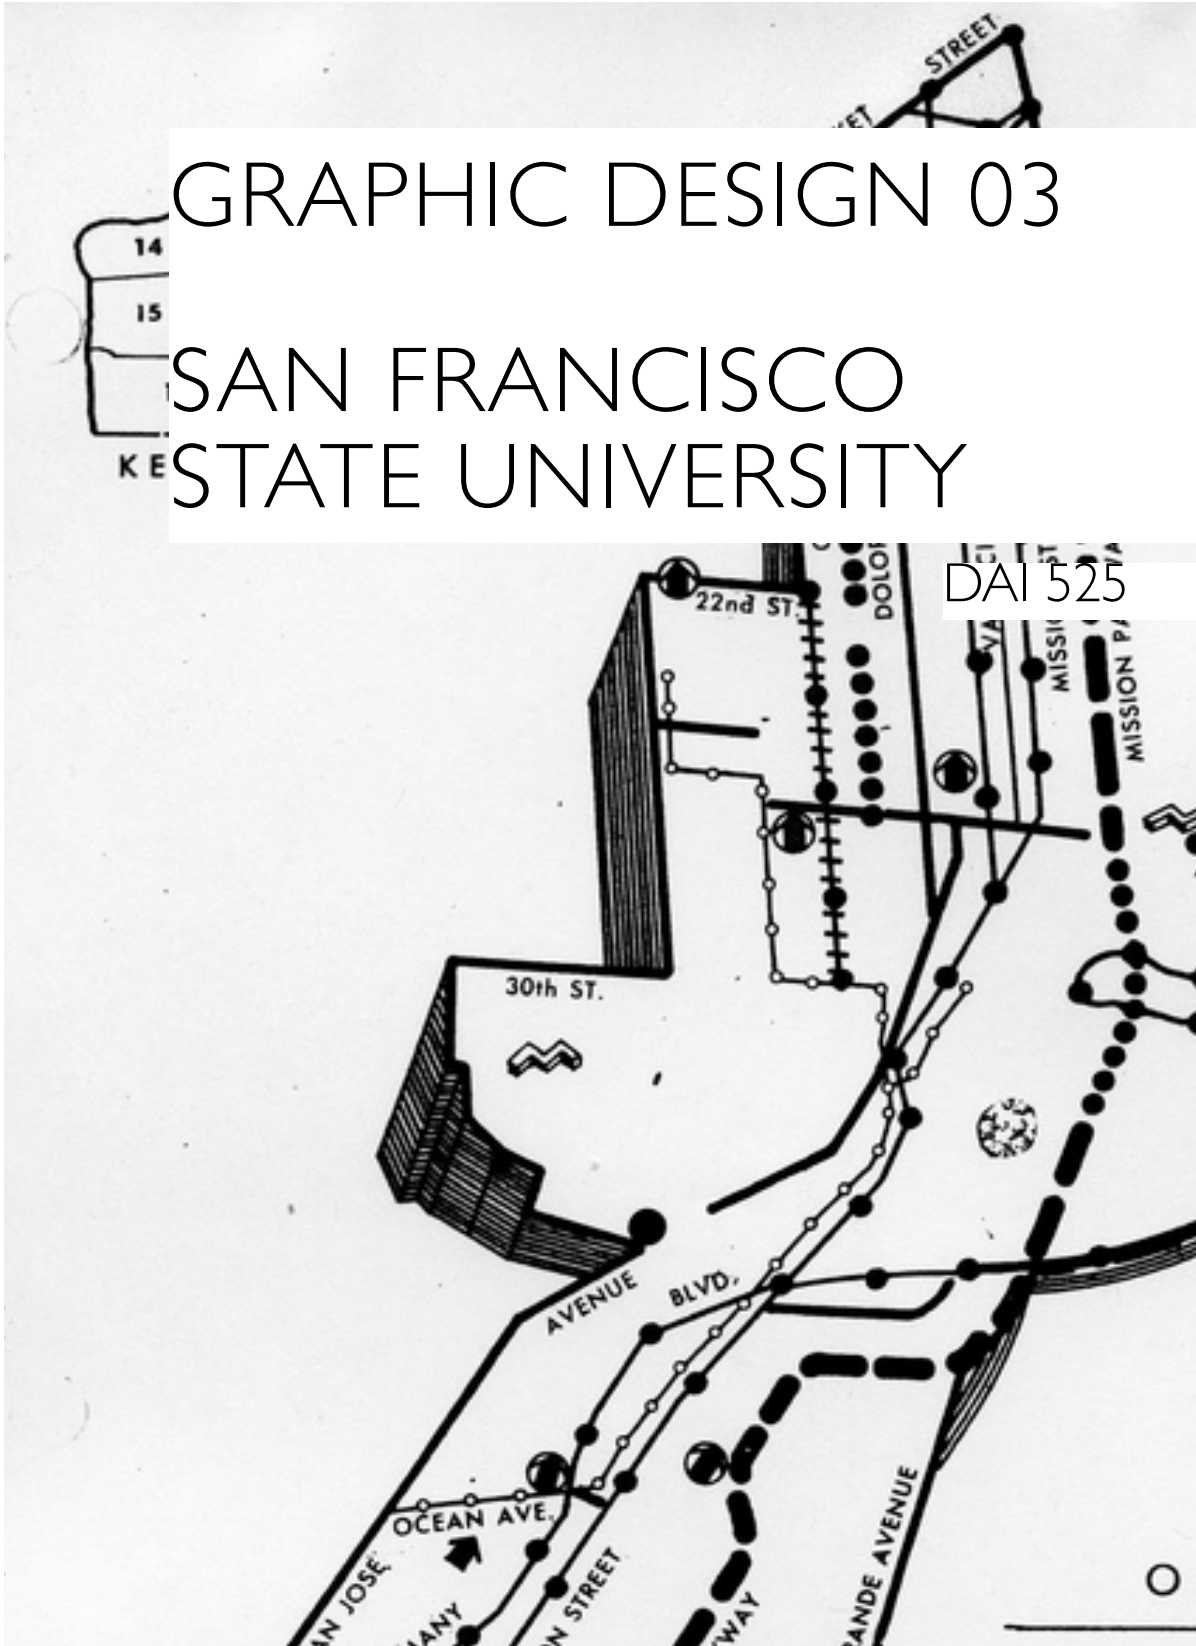 STREET
GRAPHIC DESIGN 03
14
15
SAN FRANCISCO
STATE UNIVERSITY
DAI 525
22nd ST.
30th ST.
AVENUE
BLVD.
OCEAN AVE.
STREET
AVENUE